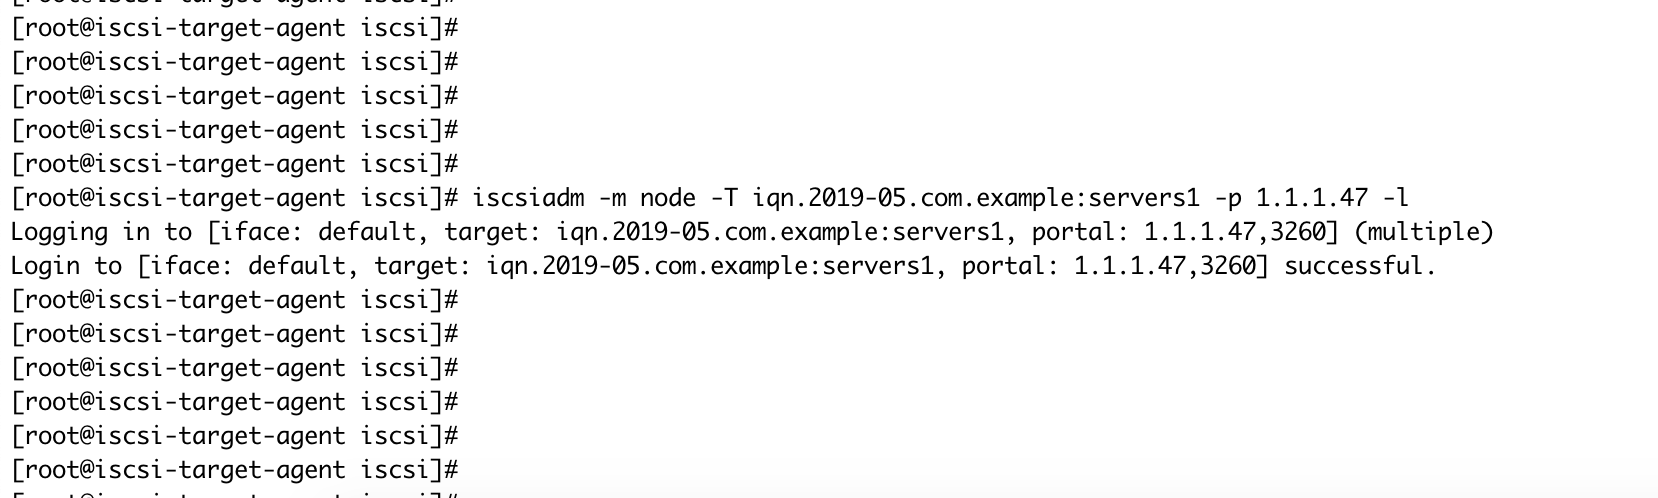 [root@iscsi-target-agent iscsi]#
[root@iscsi-target-agent iscsi]#
[root@iscsi-target-agent iscsi]#
[root@iscsi-target-agent iscsi]#
[root@iscsi-target-agent iscsi]#
[root@iscsi-target-agent iscsi]#
[root@iscsi-target-agent iscsi]# iscsiadm -m node -T iqn.2019-05.com.example:servers1 -p 1.1.1.47 -l
Logging in to [iface: default, target: iqn.2019-05.com.example:servers1, portal: 1.1.1.47,3260] (multiple)
Login to [iface: default, target: iqn.2019-05.com.example:servers1, portal: 1.1.1.47,3260] successful.
[root@iscsi-target-agent iscsi]#
[root@iscsi-target-agent iscsi]#
[root@iscsi-target-agent iscsi]#
[root@iscsi-target-agent iscsi]#
[root@iscsi-target-agent iscsi]#
[root@iscsi-target-agent iscsi]#